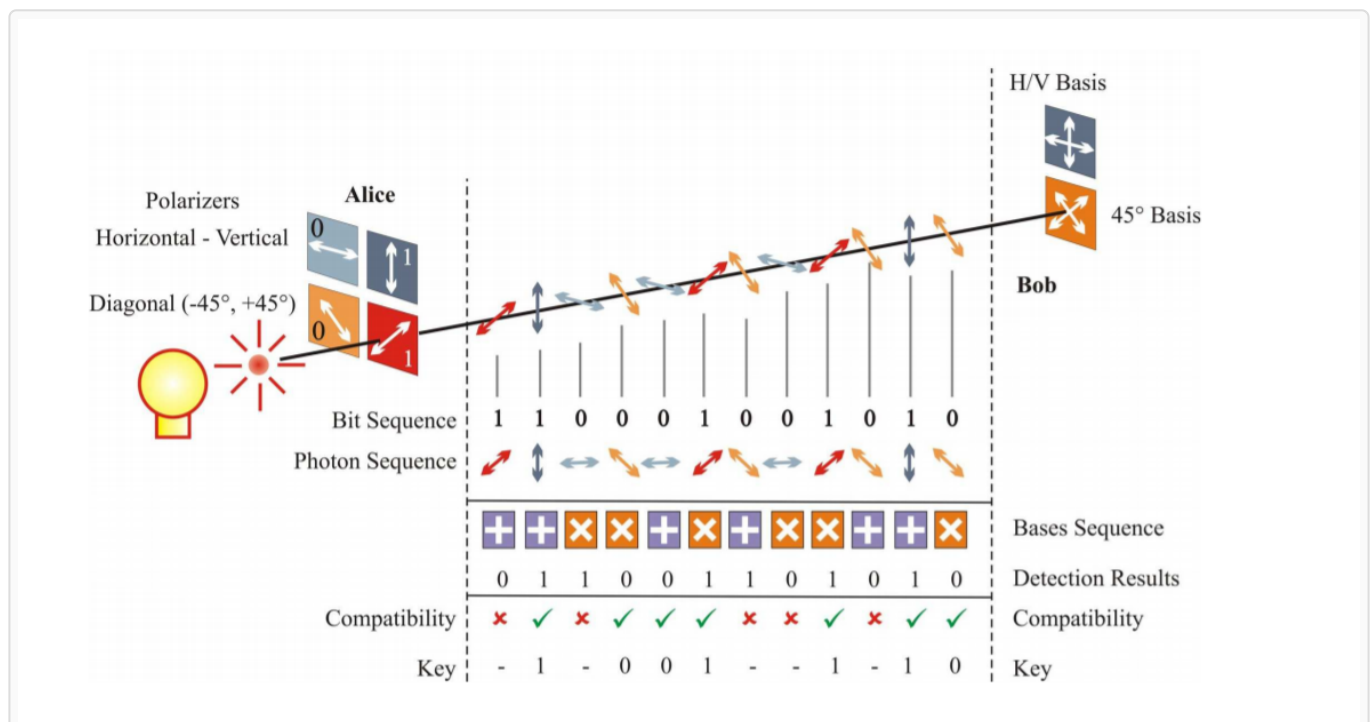 H/V Basis
Alice
Polarizers
Horizontal - Vertical
0
1
45° Basis
Diagonal (-45°, +45°)
0
1
Bob
Bit Sequence 1 1 0 0 0 1 0 0 1 0 1 0
Photon Sequence
Bases Sequence
0 1 1 0 0 1 1 0 1 0 1 0 Detection Results
Compatibility × ✓ × ✓ ✓ ✓ × × ✓ × ✓ ✓ Compatibility
Key - 1 - 0 0 1 - - 1 - 1 0 Key